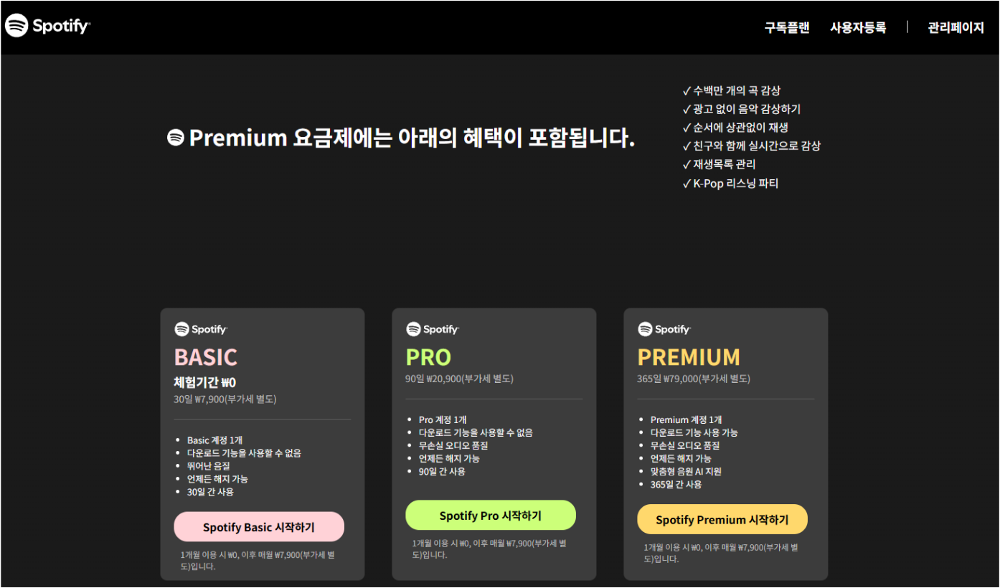 Spotify
구독플랜 사용자등록 | 관리페이지
Premium 요금제에는 아래의 혜택이 포함됩니다.
✓ 수백만 개의 곡 감상
✓ 광고 없이 음악 감상하기
✓ 순서에 상관없이 재생
✓ 친구와 함께 실시간으로 감상
✓ 재생목록 관리
✓ K-Pop 리스닝 파티
Spotify
BASIC
체험기간 ₩0
30일 ₩7,900(부가세 별도)
• Basic 계정 1개
• 다운로드 기능을 사용할 수 없음
• 뛰어난 음질
• 언제든 해지 가능
• 30일 간 사용
Spotify Basic 시작하기
1개월 이용 시 ₩0, 이후 매월 ₩7,900(부가세 별
도)입니다.
Spotify
PRO
90일 ₩20,900(부가세 별도)
• Pro 계정 1개
• 다운로드 기능을 사용할 수 없음
• 무손실 오디오 품질
• 언제든 해지 가능
• 90일 간 사용
Spotify Pro 시작하기
1개월 이용 시 ₩0, 이후 매월 ₩7,900(부가세 별
도)입니다.
Spotify
PREMIUM
365일 ₩79,000(부가세 별도)
• Premium 계정 1개
• 다운로드 기능 사용 가능
• 무손실 오디오 품질
• 언제든 해지 가능
• 맞춤형 음원 AI 지원
• 365일 간 사용
Spotify Premium 시작하기
1개월 이용 시 ₩0, 이후 매월 ₩7,900(부가세 별
도)입니다.